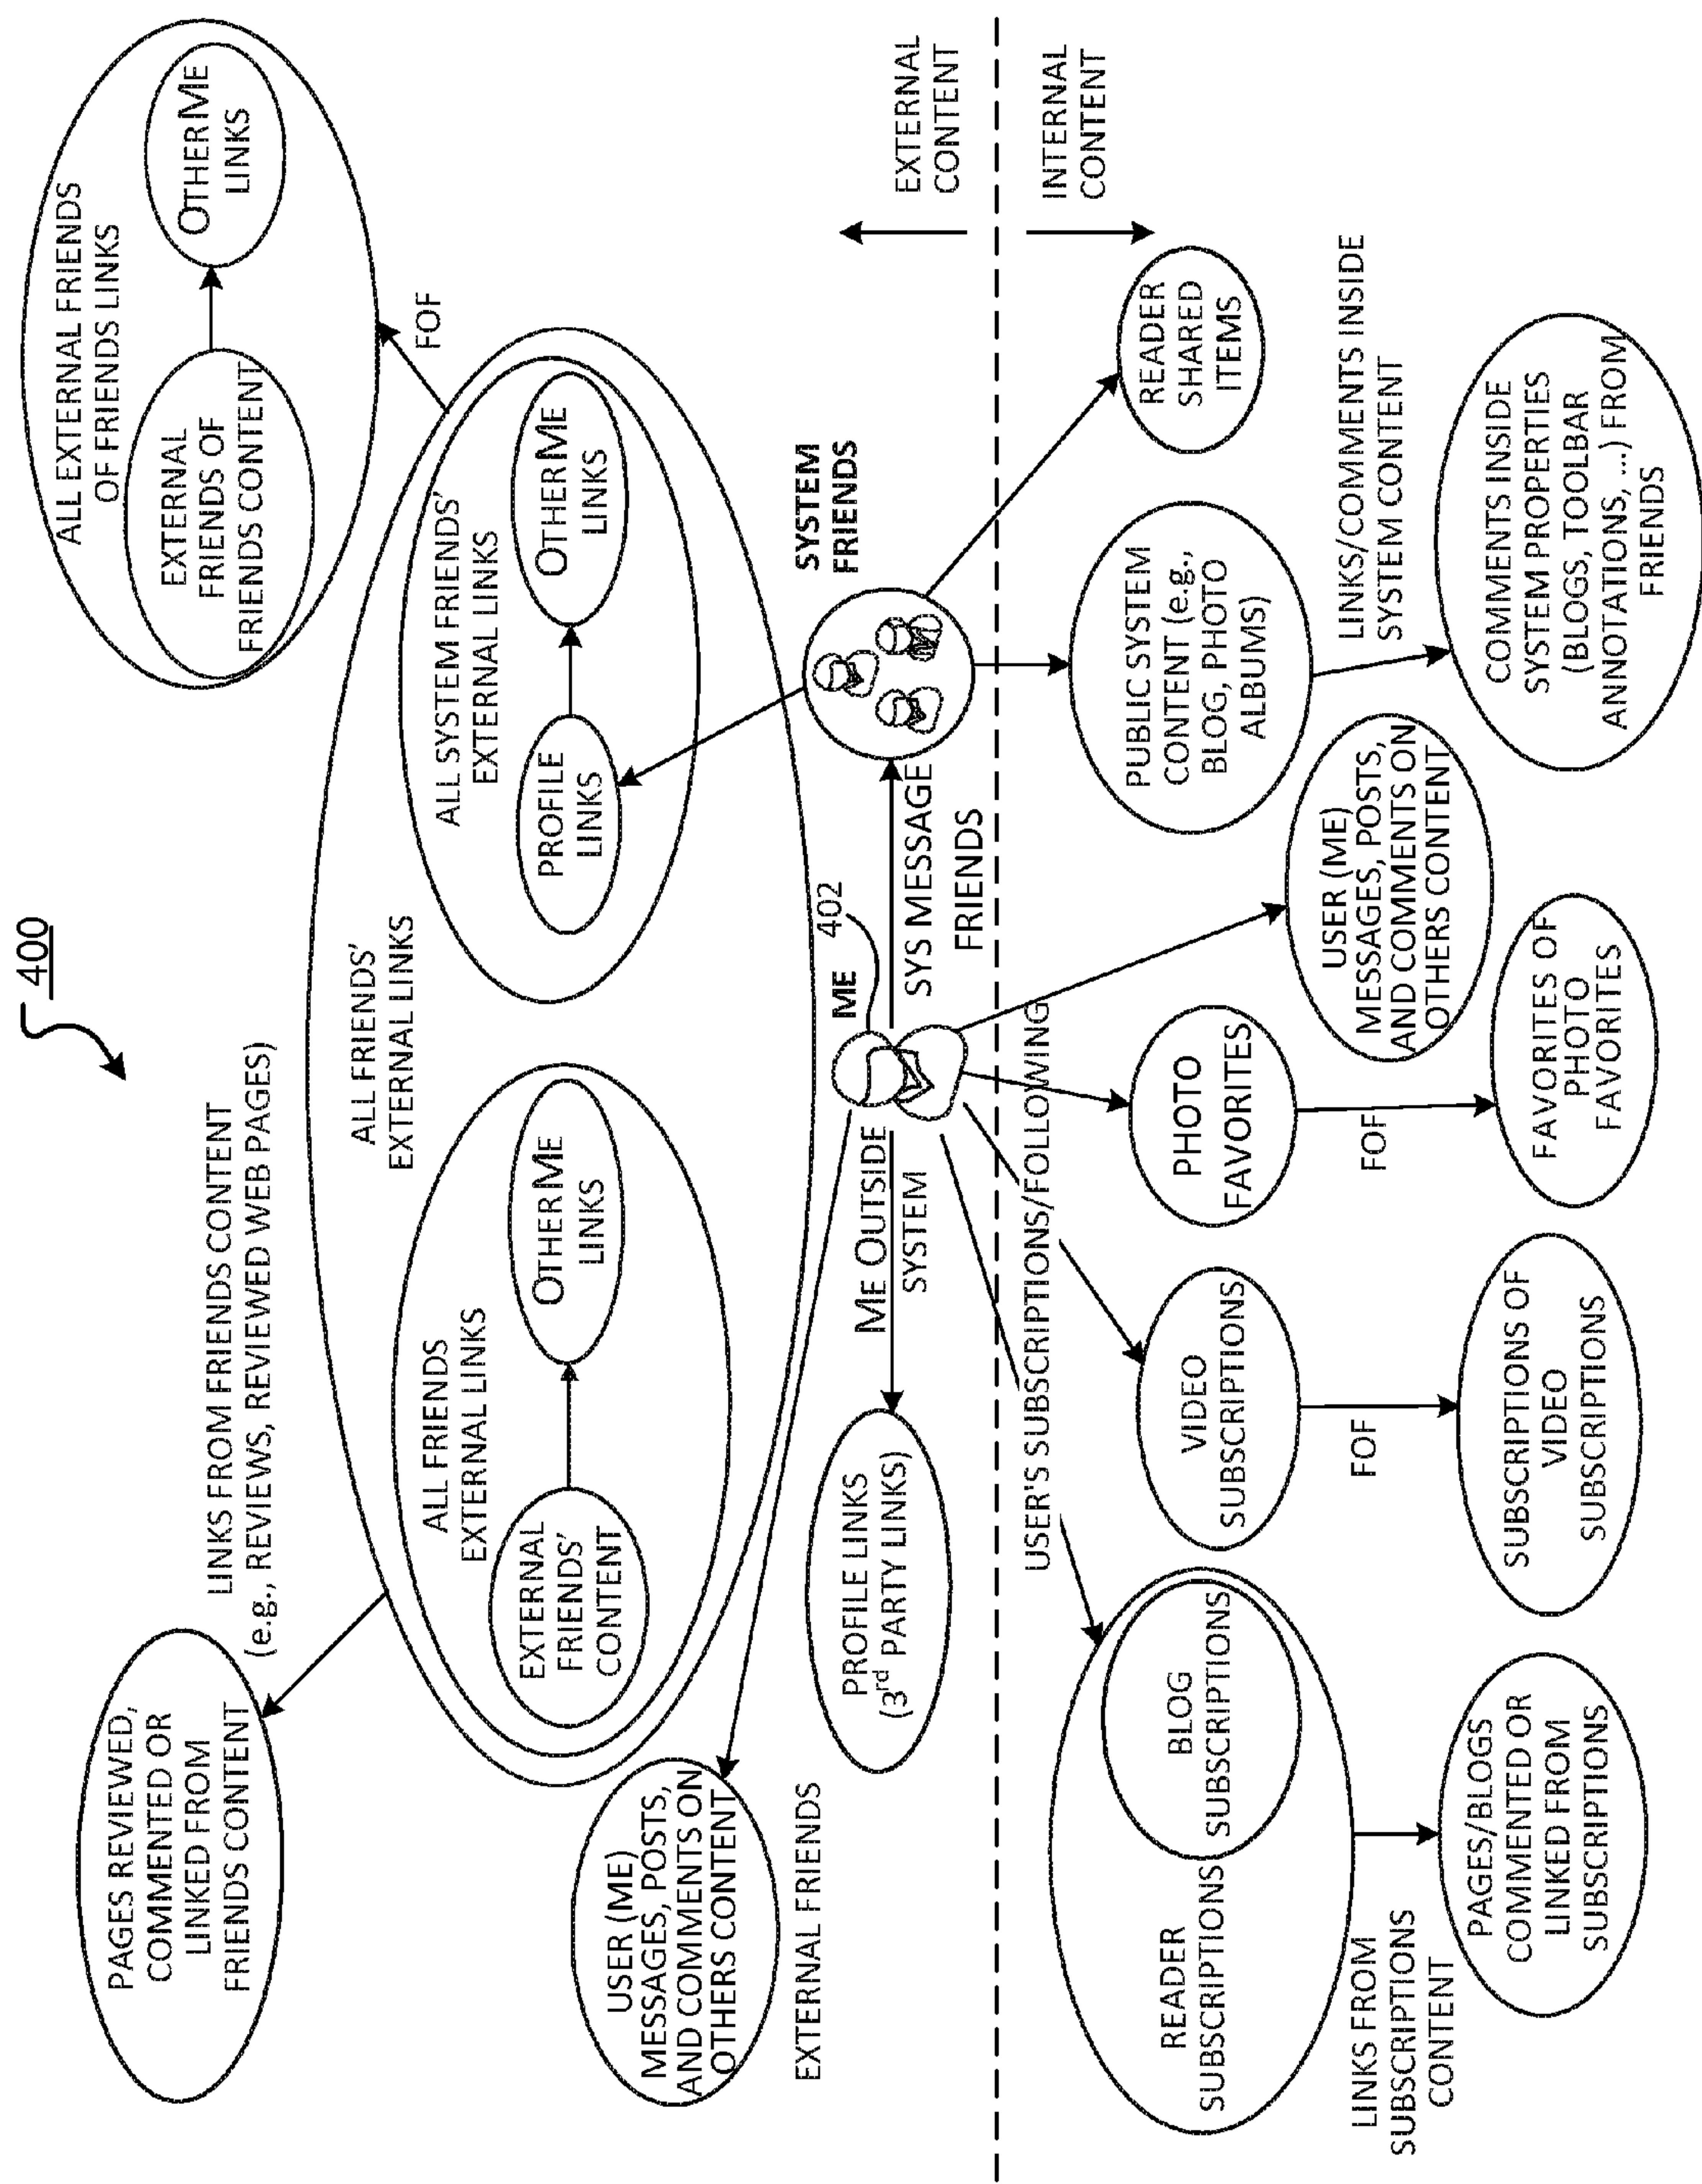 400
LINKS FROM FRIENDS CONTENT
(e.g., REVIEWS, REVIEWED WEB PAGES)
PAGES REVIEWED,
COMMENTED OR
LINKED FROM
FRIENDS CONTENT
ALL EXTERNAL FRIENDS
OF FRIENDS LINKS
EXTERNAL
FRIENDS OF
FRIENDS CONTENT
OTHERME
LINKS
FOF
ALL FRIENDS'
EXTERNAL LINKS
ALL FRIENDS
EXTERNAL LINKS
EXTERNAL
FRIENDS'
CONTENT
OTHERME
LINKS
ALL SYSTEM FRIENDS'
EXTERNAL LINKS
PROFILE
LINKS
OTHERME
LINKS
USER (ME)
MESSAGES, POSTS,
AND COMMENTS ON
OTHERS CONTENT
EXTERNAL FRIENDS
PROFILE LINKS
(3rd PARTY LINKS)
ME OUTSIDE
SYSTEM
ME
402
SYS MESSAGE
FRIENDS
SYSTEM
FRIENDS
EXTERNAL
CONTENT
INTERNAL
CONTENT
USER'S SUBSCRIPTIONS/FOLLOWING
READER
SUBSCRIPTIONS
BLOG
SUBSCRIPTIONS
VIDEO
SUBSCRIPTIONS
PHOTO
FAVORITES
USER (ME)
MESSAGES, POSTS,
AND COMMENTS ON
OTHERS CONTENT
PUBLIC SYSTEM
CONTENT (e.g.,
BLOG, PHOTO
ALBUMS)
READER
SHARED
ITEMS
LINKS FROM
SUBSCRIPTIONS
CONTENT
FOF
FOF
LINKS/COMMENTS INSIDE
SYSTEM CONTENT
PAGES/BLOGS
COMMENTED OR
LINKED FROM
SUBSCRIPTIONS
SUBSCRIPTIONS OF
VIDEO
SUBSCRIPTIONS
FAVORITES OF
PHOTO
FAVORITES
COMMENTS INSIDE
SYSTEM PROPERTIES
(BLOGS, TOOLBAR
ANNOTATIONS, ...) FROM
FRIENDS